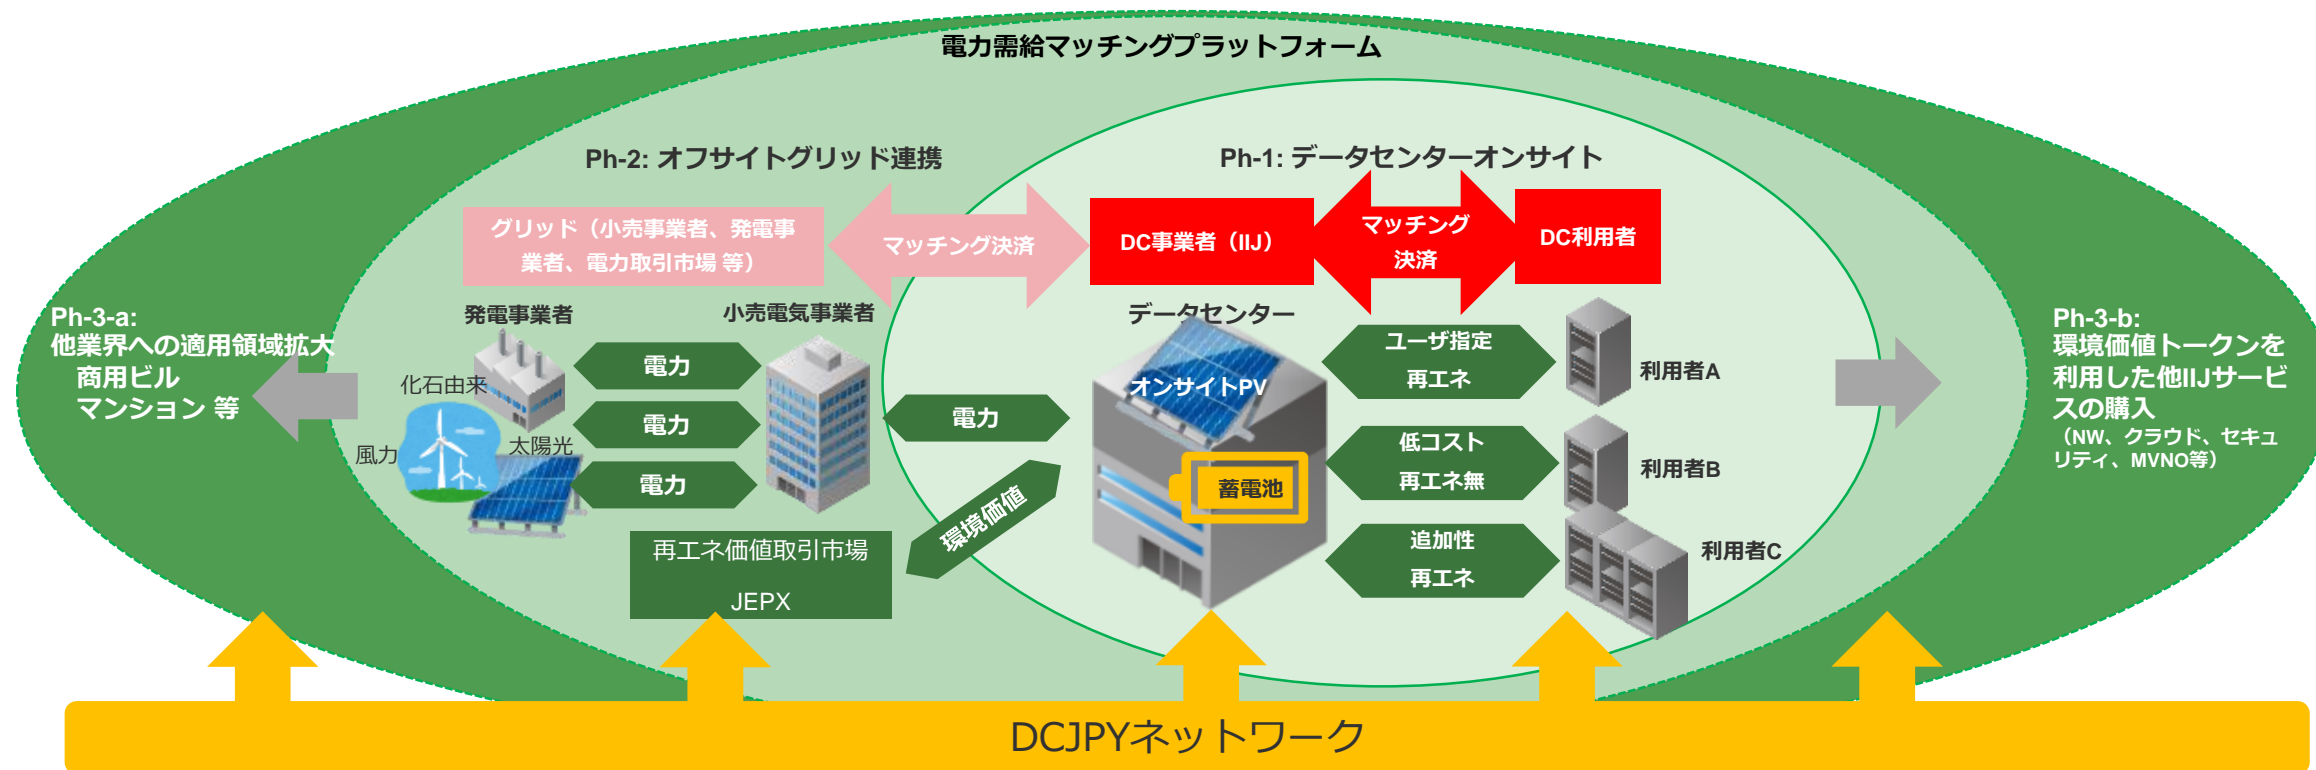 電力需給マッチングプラットフォーム
Ph-2: オフサイトグリッド連携
Ph-1: データセンターオンサイト
グリッド（小売事業者、発電事
業者、電力取引市場 等）
マッチング決済
DC事業者（IIJ）
マッチング
決済
DC利用者
Ph-3-a:
他業界への適用領域拡大
商用ビル
マンション 等
発電事業者
小売電気事業者
化石由来
風力
太陽光
電力
電力
電力
電力
環境価値
再エネ価値取引市場
JEPX
データセンター
オンサイトPV
蓄電池
ユーザ指定
再エネ
利用者A
低コスト
再エネ無
利用者B
追加性
再エネ
利用者C
Ph-3-b:
環境価値トークンを
利用した他IIJサービ
スの購入
（NW、クラウド、セキュ
リティ、MVNO等）
DCJPYネットワーク